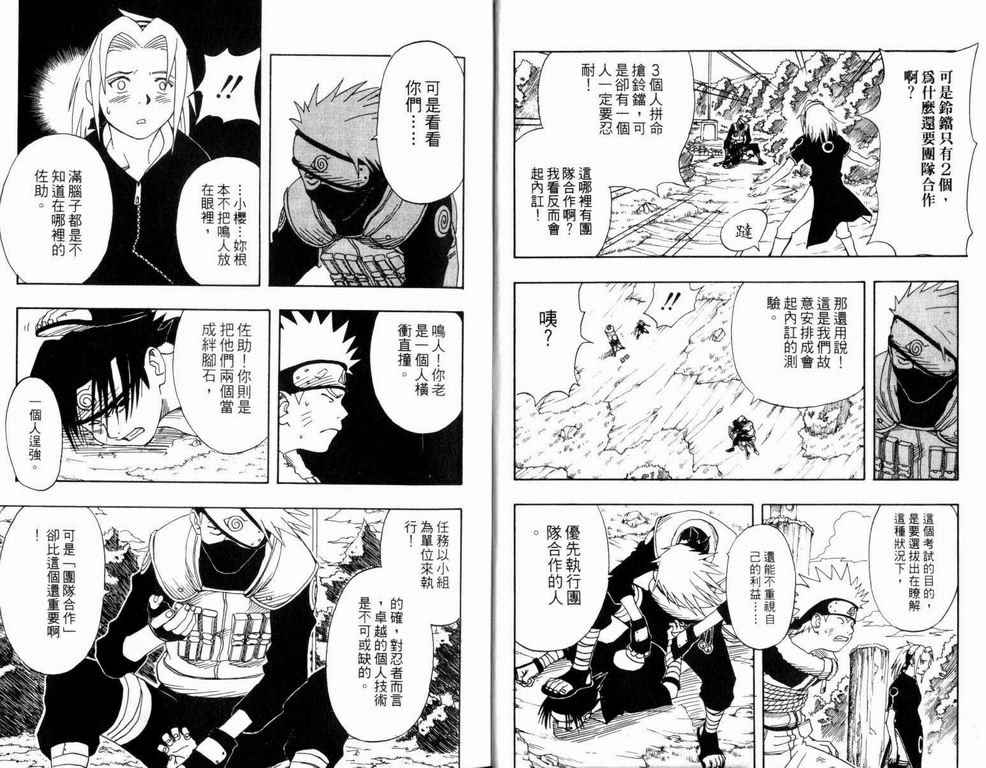 可是鈴鐺只有２個，
為什麼還要團隊合作
啊？
３個人拼命
搶鈴鐺，可
是卻有一個
人一定要忍
耐！
這哪裡有團
隊合作啊？
我看反而會
起內訌！
躂
那還用說！
這是我們故
意安排成會
起內訌的測
驗。
!!
咦？
這個考試的目的，
是要選拔出在瞭解
這種狀況下，
還能不重視自
己的利益……
優先執行團
隊合作的人
。
可是看看
你們……
!!
…小櫻…妳根
本不把鳴人放
在眼裡，
滿腦子都是不
知道在哪裡的
佐助。
鳴人！你老
是一個人橫
衝直撞。
佐助！你則是
把他們兩個當
成絆腳石，
一個人逞強。
任務以小組
為單位來執
行！
的確，對忍者而言
，卓越的個人技術
是不可或缺的。
可是「團隊合作」
卻比這個還重要啊
！